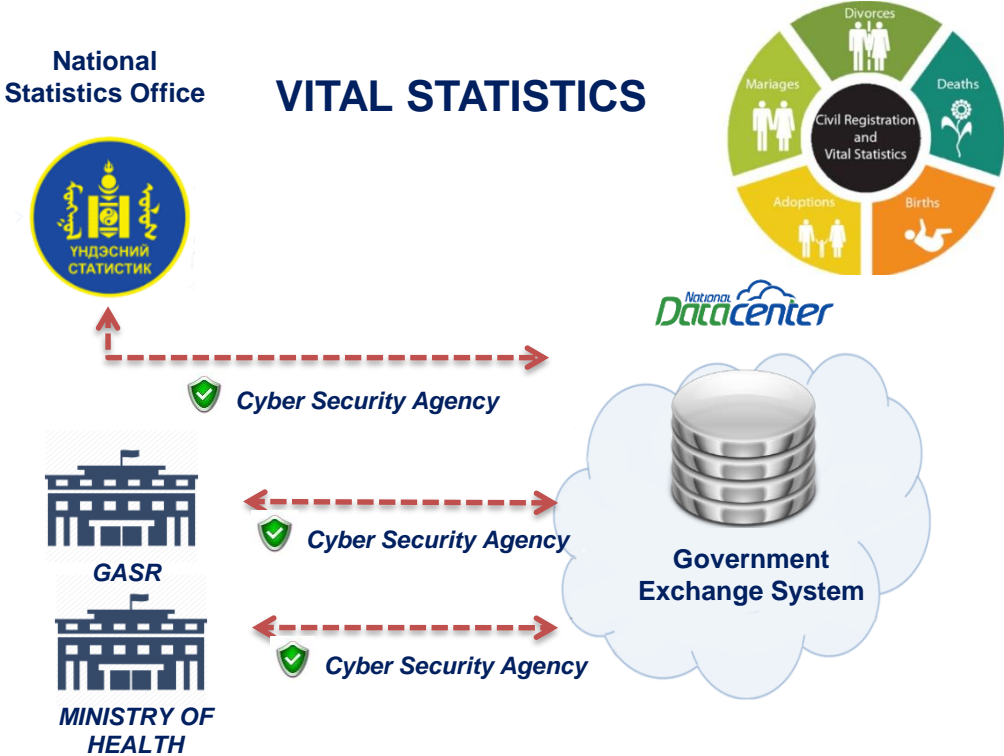 National
Statistics Office
VITAL STATISTICS
Divorces
Mariages
Deaths
Civil Registration
and
Vital Statistics
Adoptions
Births
ҮНДЭСНИЙ
СТАТИСТИК
National
Datacenter
Cyber Security Agency
Cyber Security Agency
GASR
Government
Exchange System
Cyber Security Agency
MINISTRY OF
HEALTH